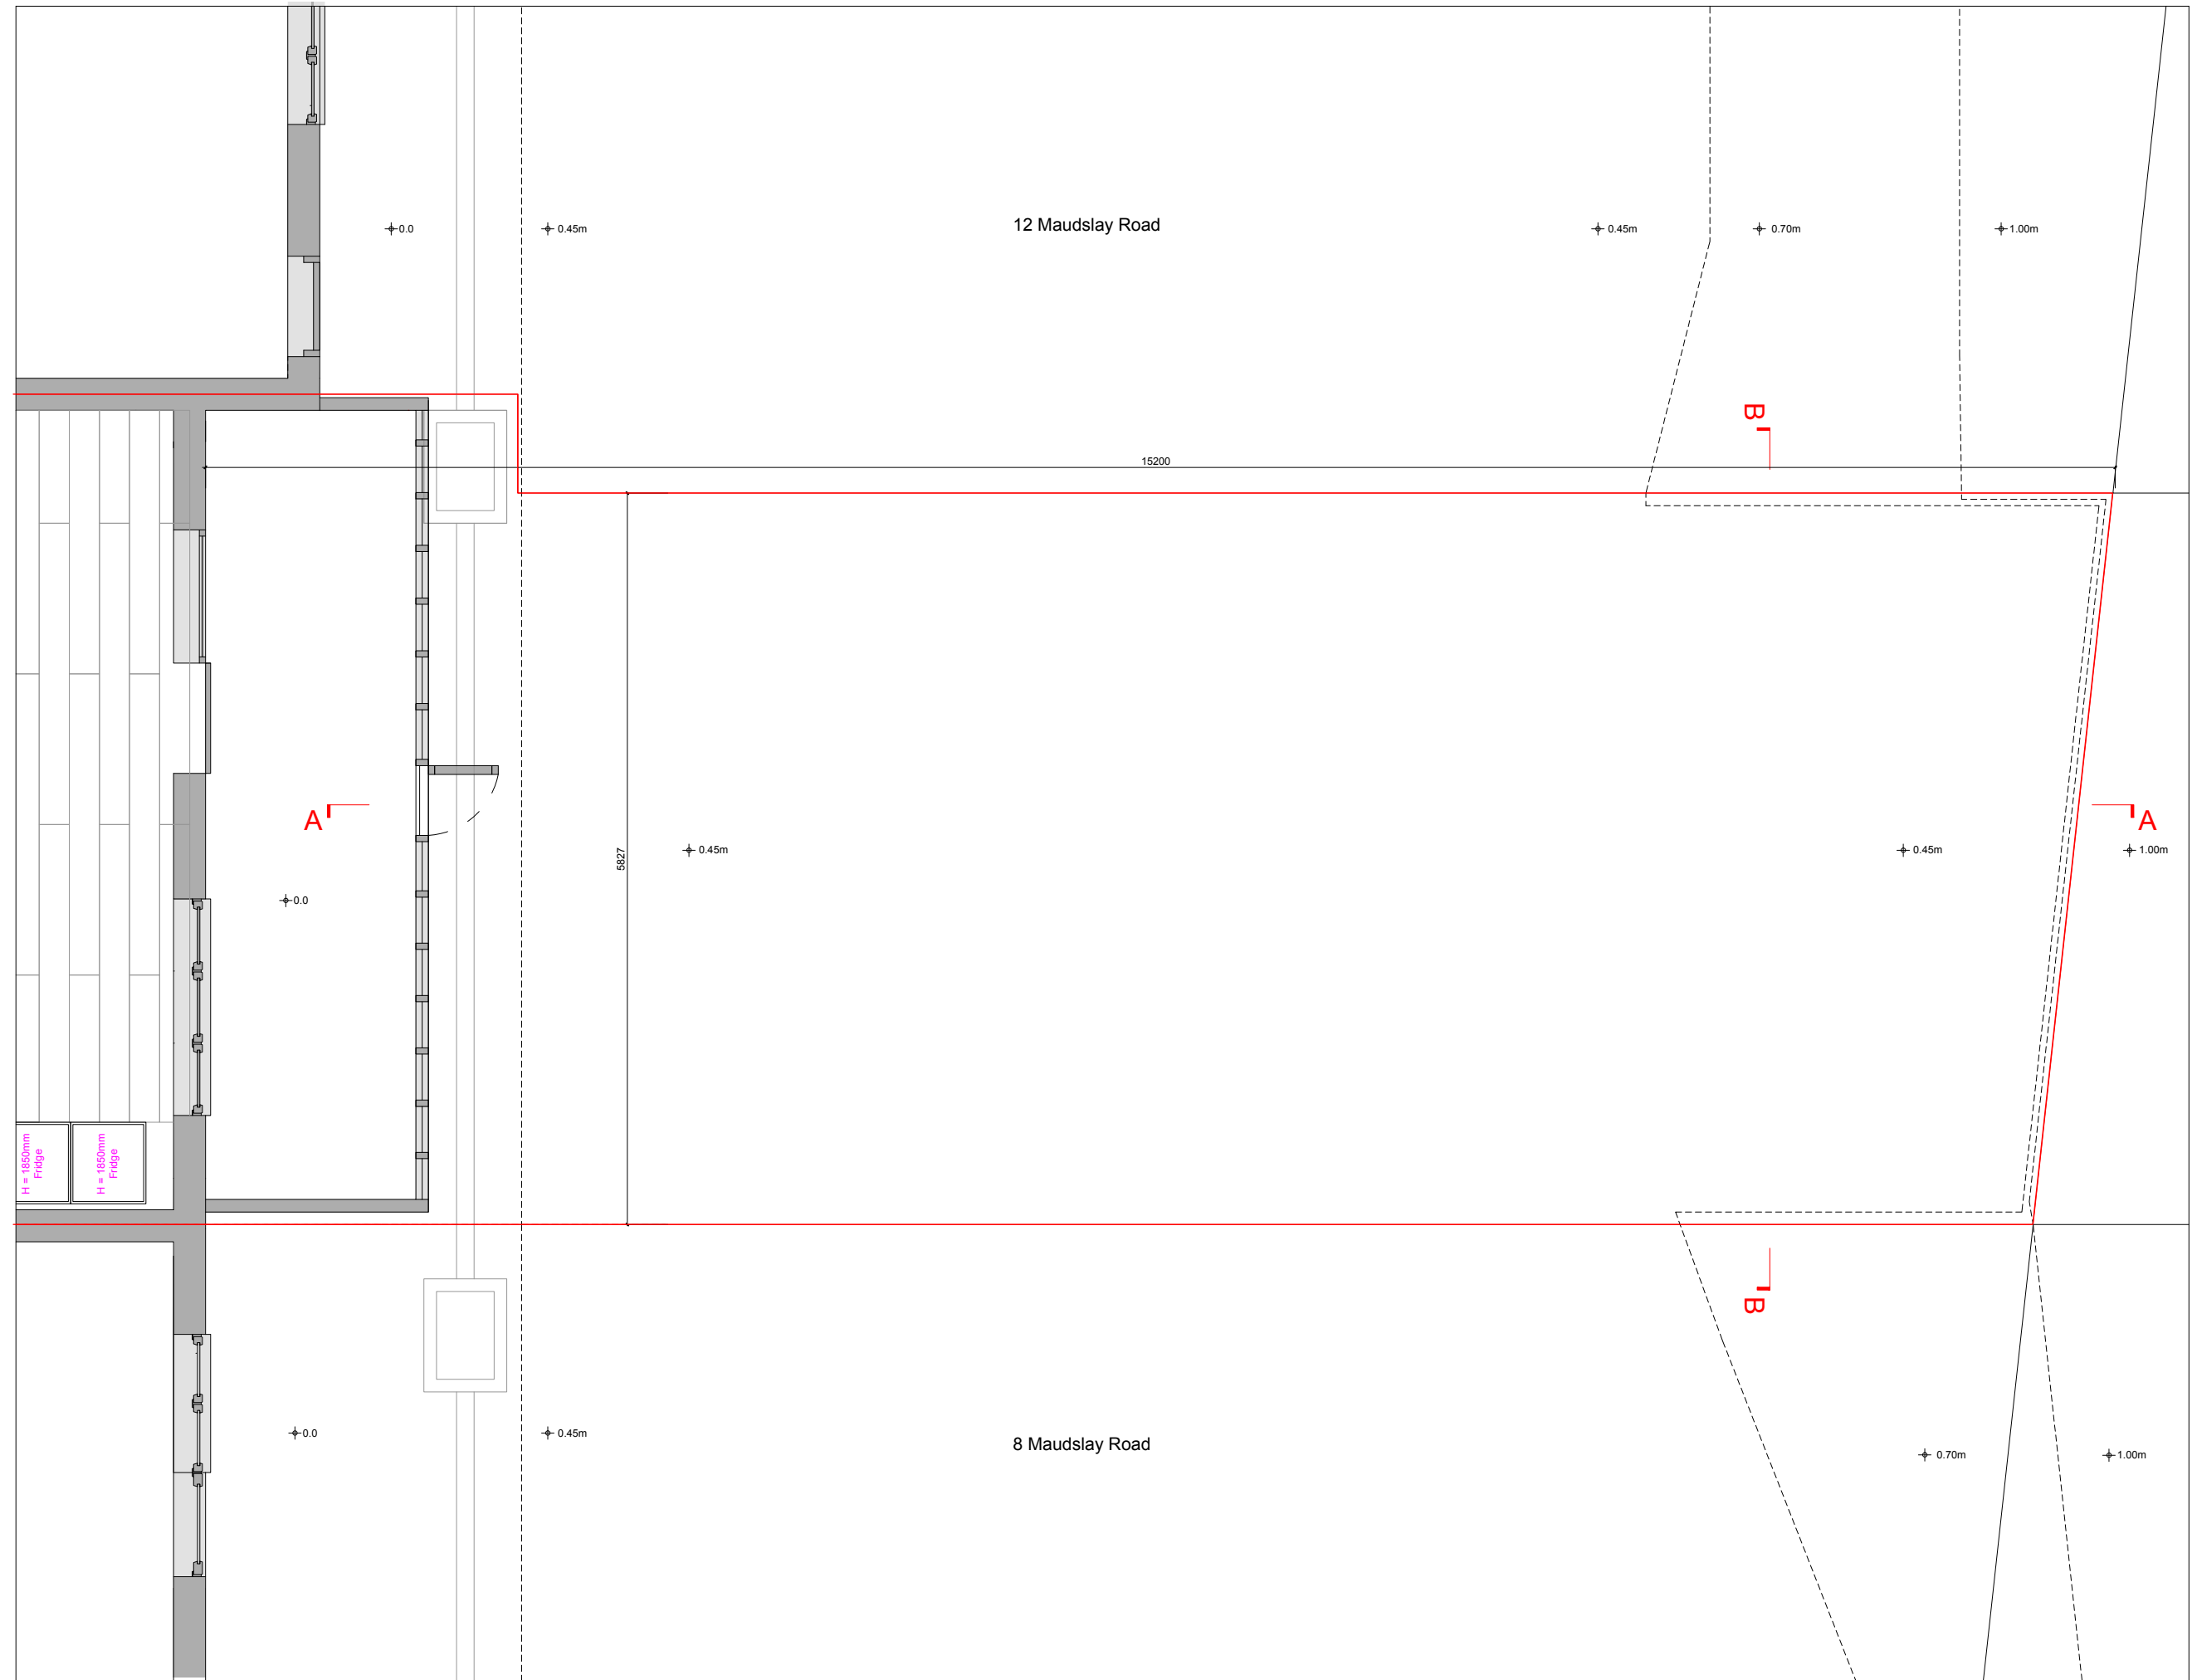 12 Maudslay Road
0.0
0.45m
0.45m
0.70m
1.00m
B
15200
A
A
5827
0.45m
0.45m
1.00m
0.0
H = 1850mm
Fridge
H = 1850mm
Fridge
B
0.0
0.45m
8 Maudslay Road
0.70m
1.00m